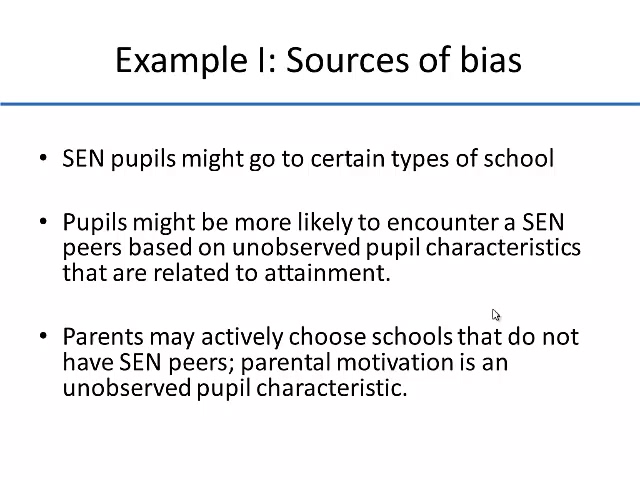 Example I: Sources of bias
• SEN pupils might go to certain types of school
• Pupils might be more likely to encounter a SEN
peers based on unobserved pupil characteristics
that are related to attainment.
• Parents may actively choose schools that do not
have SEN peers; parental motivation is an
unobserved pupil characteristic.